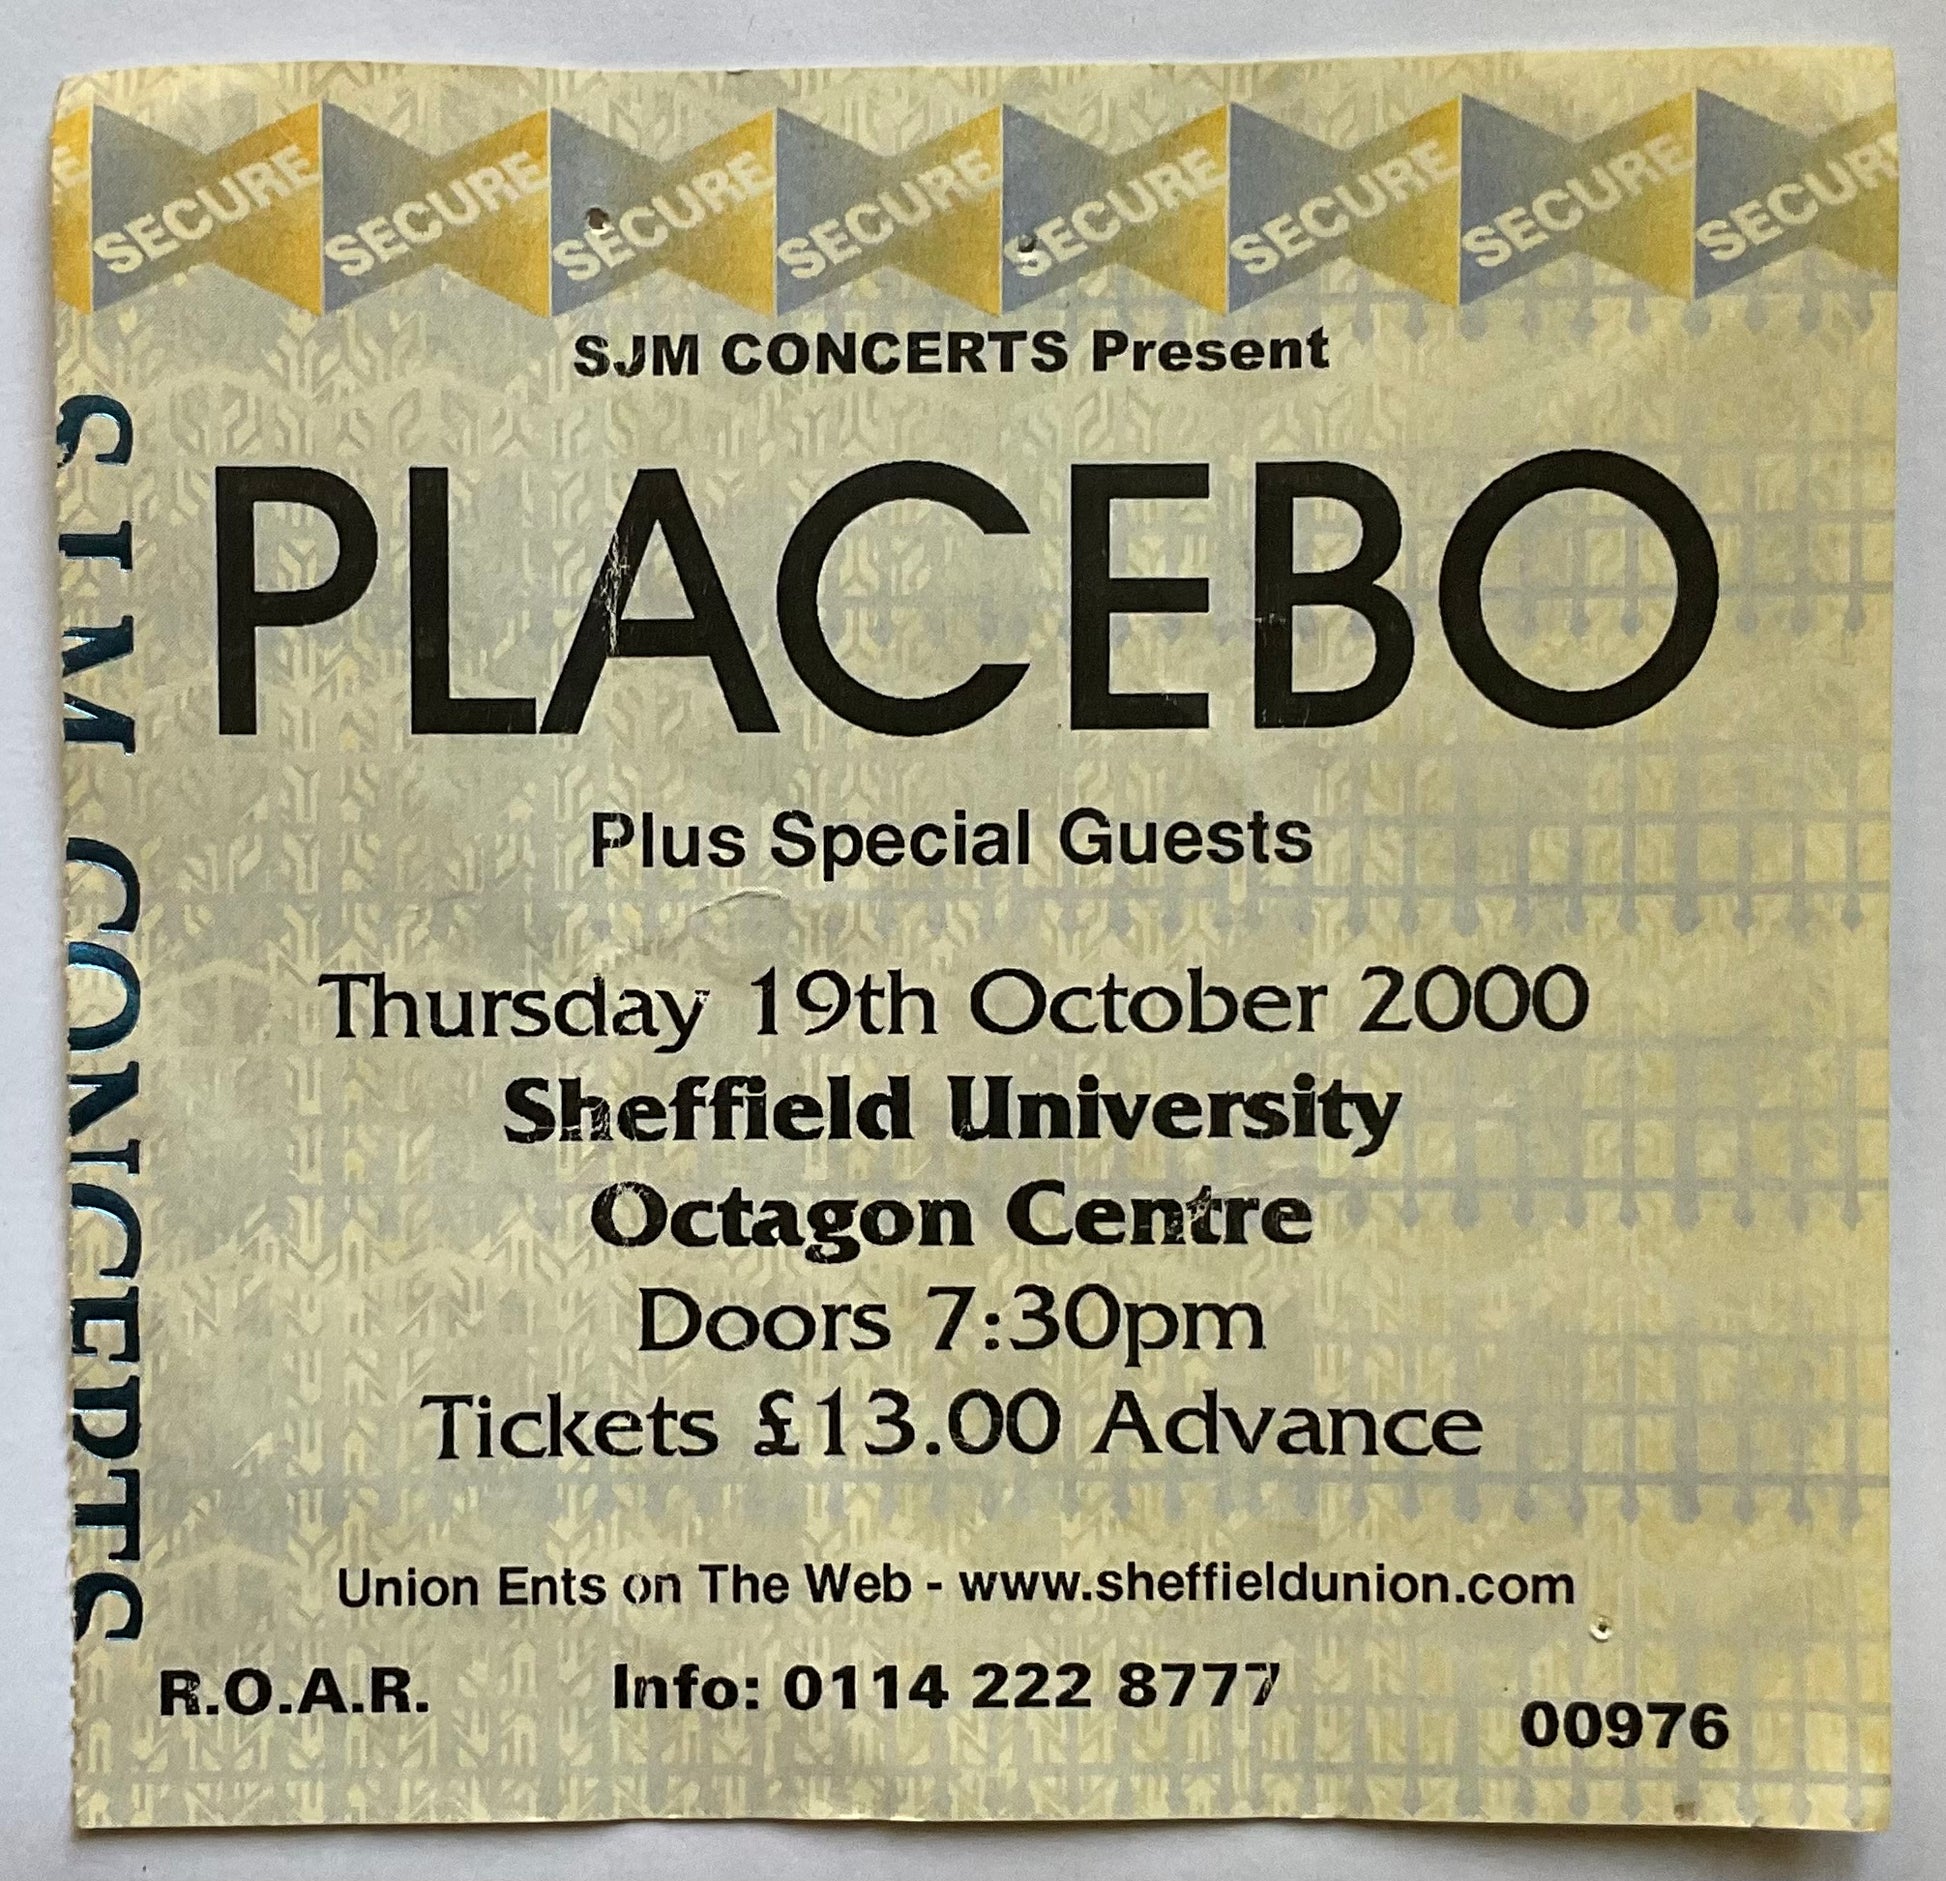 SECURE SECURE SECURE SECURE SECURE SECURE SECURE SECUR
SJM CONCERTS Present
PLACEBO
Plus Special Guests
Thursday 19th October 2000
Sheffield University
Octagon Centre
Doors 7:30pm
Tickets £13.00 Advance
Union Ents on The Web - www.sheffieldunion.com
R.O.A.R. Info: 0114 222 8777 00976
SJM CONCERTS